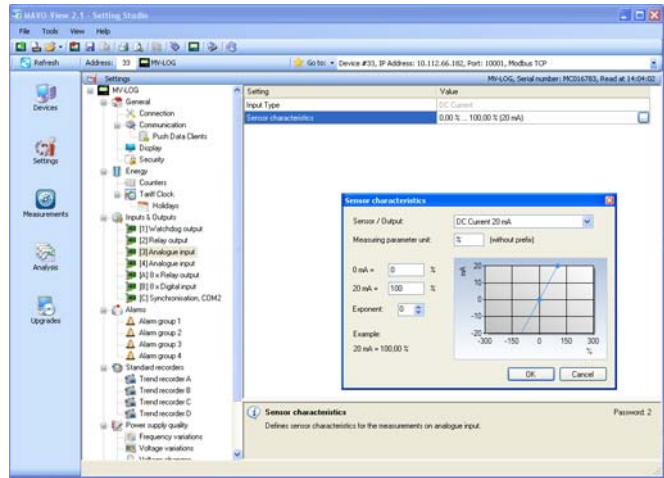 MAVO-View 2.1 - Setting Studio
File Tools View Help
Refresh Address: 33 MV-LOG Go to: Device #33, IP Address: 10.112.66.182, Port: 10001, Modbus TCP
Settings MV-LOG, Serial number: MC016783, Read at 14:04:02
Devices
Settings
Measurements
Analysis
Upgrades
MV-LOG
General
Connection
Communication
Push Data Clients
Display
Security
Energy
Counters
Tariff Clock
Holidays
Inputs & Outputs
[1] Watchdog output
[2] Relay output
[3] Analogue input
[4] Analogue input
[A] 8 x Relay output
[B] 8 x Digital input
[C] Synchronisation, COM2
Alarms
Alarm group 1
Alarm group 2
Alarm group 3
Alarm group 4
Standard recorders
Trend recorder A
Trend recorder B
Trend recorder C
Trend recorder D
Power supply quality
Frequency variations
Voltage variations
Voltage changes
Setting Value
Input Type DC Current
Sensor characteristics 0,00 % ... 100,00 % (20 mA)
Sensor characteristics
Sensor / Output: DC Current 20 mA
Measuring parameter unit: % (without prefix)
0 mA = 0 %
20 mA = 100 %
Exponent: 0
Example:
20 mA = 100,00 %
mA
20
10
0
-10
-20
-300 -150 0 150 300
%
OK Cancel
Sensor characteristics Password: 2
Defines sensor characteristics for the measurements on analogue input.